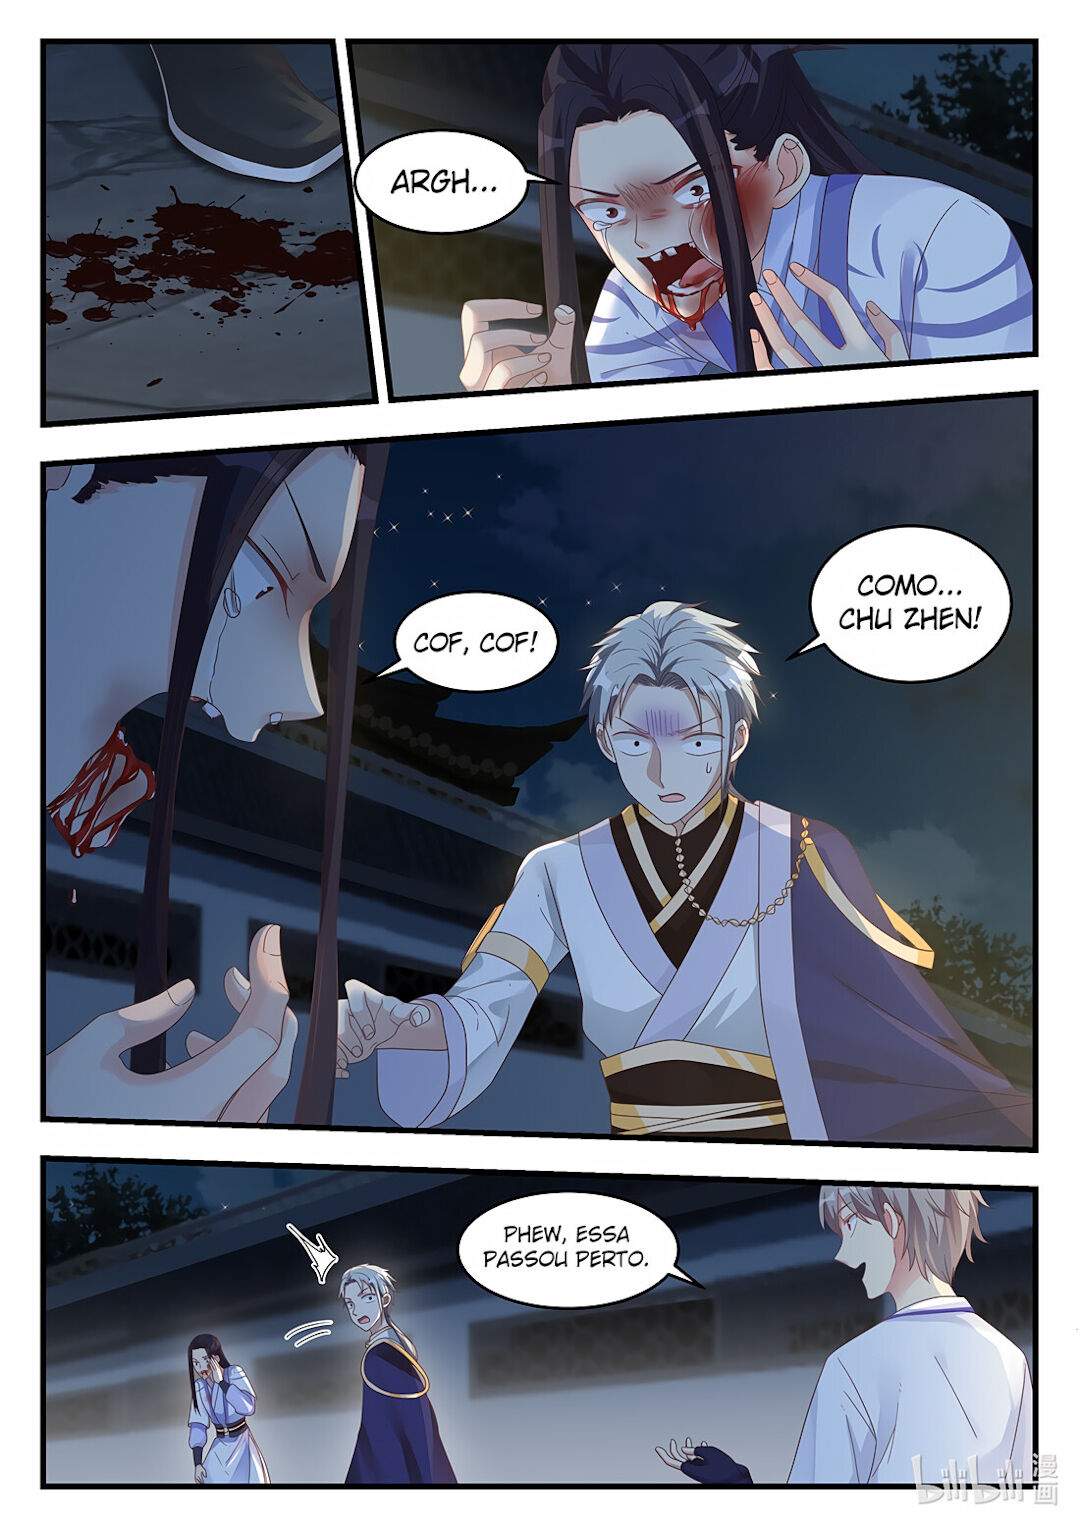 ARGH...
COMO...
CHU ZHEN!
COF, COF!
PHEW, ESSA
PASSOU PERTO.
bilibili 漫画